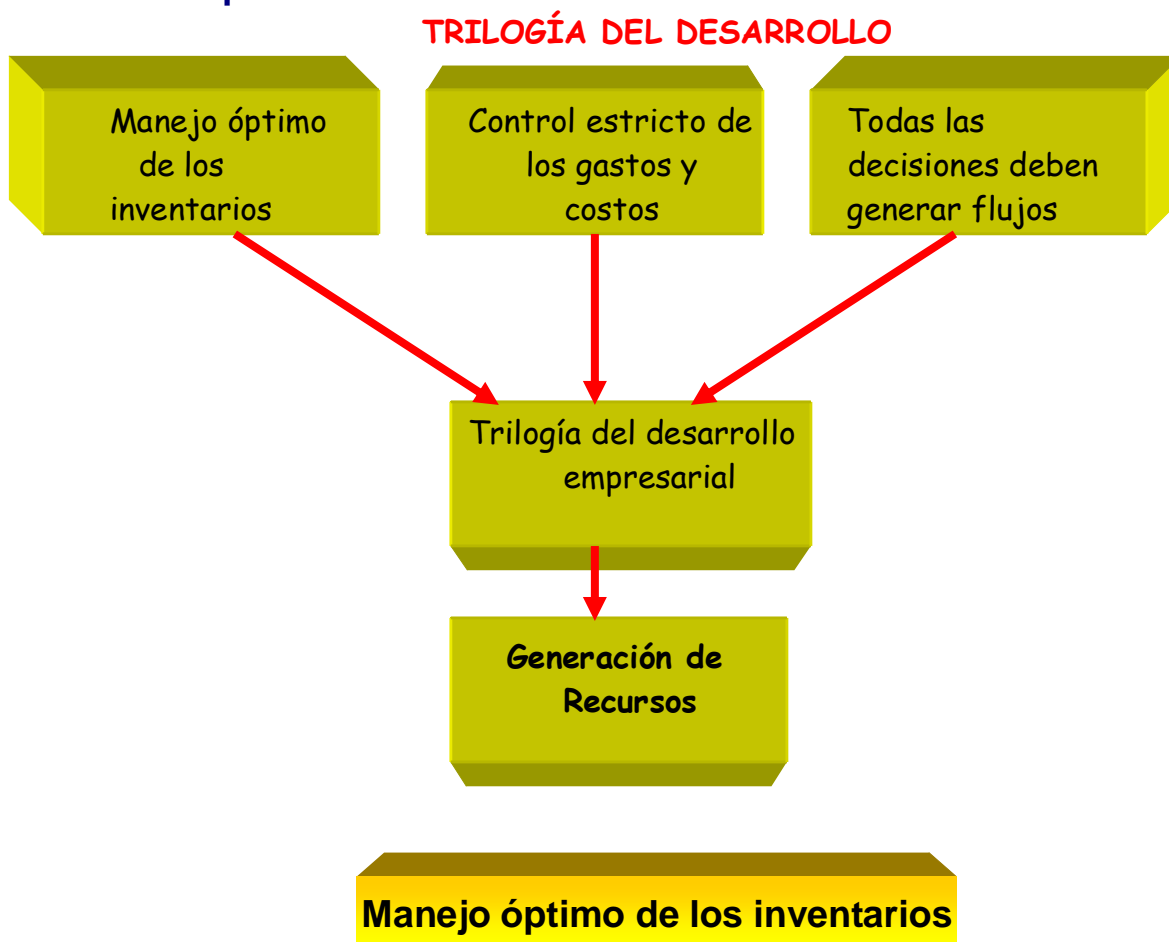 TRILOGÍA DEL DESARROLLO
Manejo óptimo
de los
inventarios
Control estricto de
los gastos y
costos
Todas las
decisiones deben
generar flujos
Trilogía del desarrollo
empresarial
Generación de
Recursos
Manejo óptimo de los inventarios